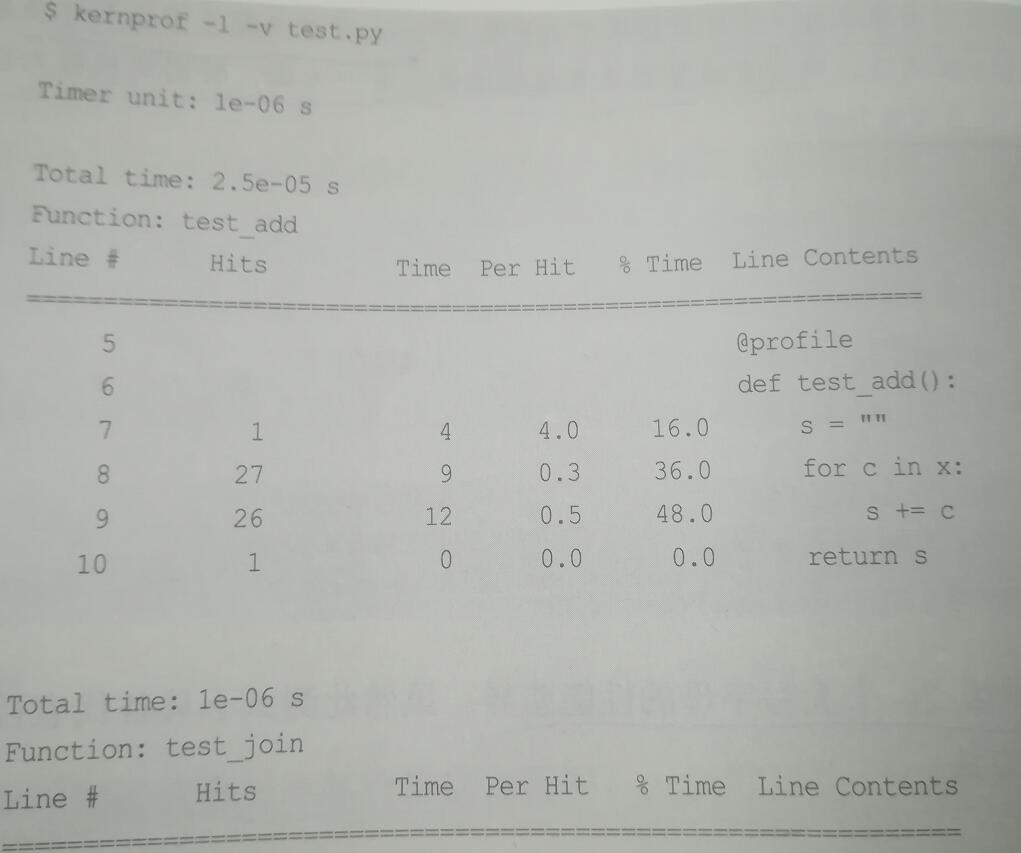 $ kernprof -l -v test.py
Timer unit: 1e-06 s
Total time: 2.5e-05 s
Function: test_add
Line # Hits Time Per Hit % Time Line Contents
==============================================================
5 @profile
6 def test_add():
7 1 4 4.0 16.0 s = ""
8 27 9 0.3 36.0 for c in x:
9 26 12 0.5 48.0 s += c
10 1 0 0.0 0.0 return s
Total time: 1e-06 s
Function: test_join
Line # Hits Time Per Hit % Time Line Contents
==============================================================